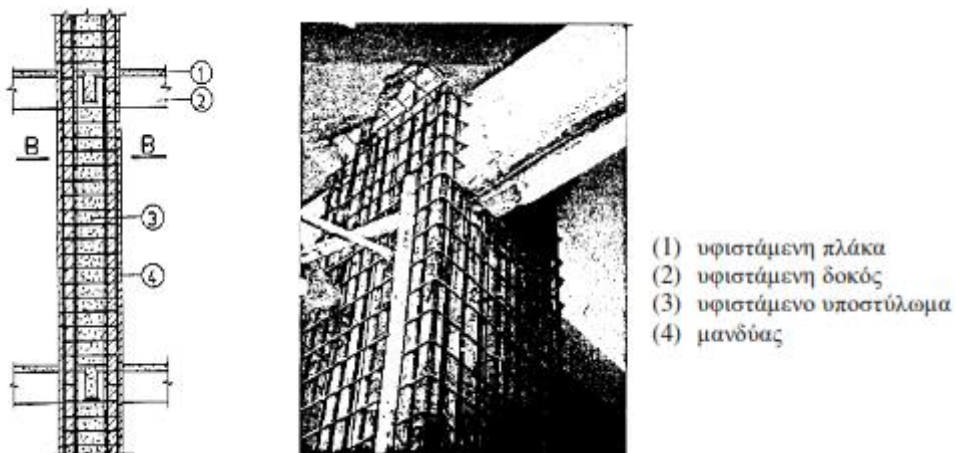 ①
②
B B
③
④
(1) υφιστάμενη πλάκα
(2) υφιστάμενη δοκός
(3) υφιστάμενο υποστύλωμα
(4) μανδύας